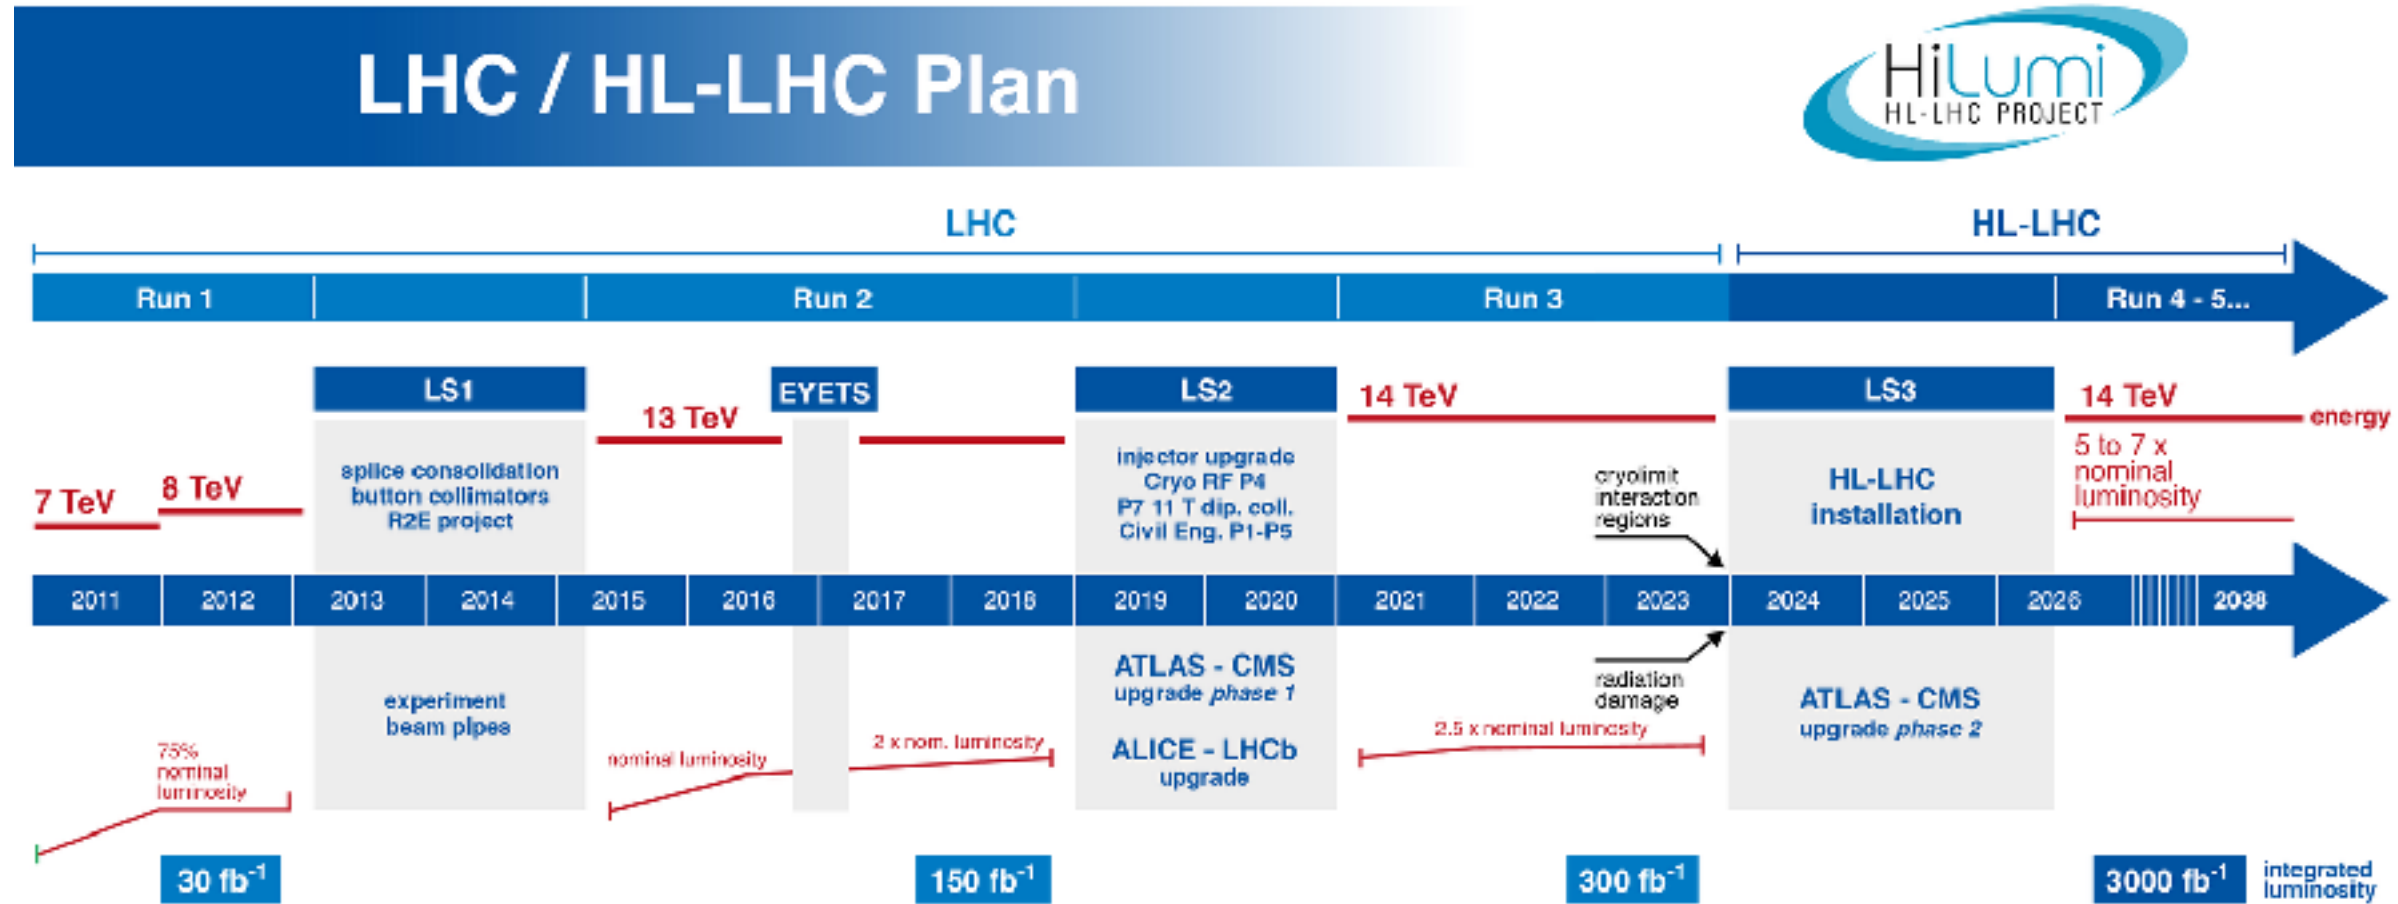 LHC / HL-LHC Plan
HiLumi
HL-LHC PROJECT
LHC
HL-LHC
Run 1
Run 2
Run 3
Run 4 - 5...
LS1
EYETS
LS2
LS3
13 TeV
14 TeV
14 TeV
energy
7 TeV
8 TeV
splice consolidation
button collimators
R2E project
injector upgrade
Cryo RF P4
P7 11 T dip. coll.
Civil Eng. P1-P5
cryolimit
interaction
regions
HL-LHC
installation
5 to 7 x
nominal
luminosity
2011
2012
2013
2014
2015
2016
2017
2018
2019
2020
2021
2022
2023
2024
2025
2026
2038
75%
nominal
luminosity
experiment
beam pipes
nominal luminosity
2 x nom. luminosity
ATLAS - CMS
upgrade phase 1
ALICE - LHCb
upgrade
radiation
damage
2.5 x nominal luminosity
ATLAS - CMS
upgrade phase 2
30 fb⁻¹
150 fb⁻¹
300 fb⁻¹
3000 fb⁻¹
integrated
luminosity